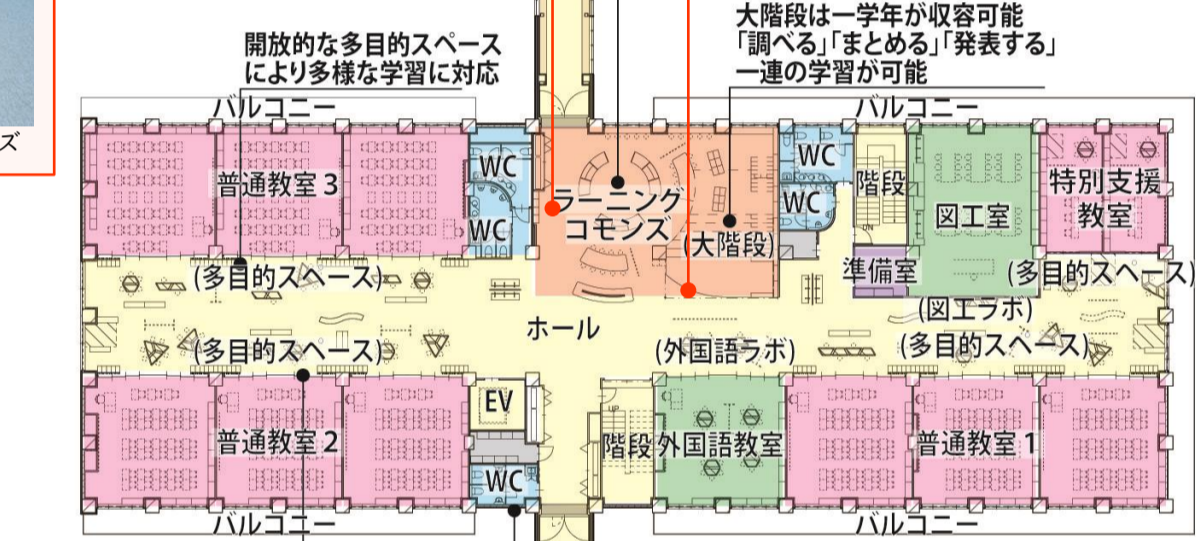 開放的な多目的スペース
により多様な学習に対応
大階段は一学年が収容可能
「調べる」「まとめる」「発表する」
一連の学習が可能
ズ
バルコニー
バルコニー
普通教室3
WC
WC
ラーニング
コモンズ
(大階段)
WC
WC
階段
図工室
特別支援
教室
準備室
(多目的スペース)
(多目的スペース)
(図工ラボ)
ホール
(多目的スペース)
(外国語ラボ)
(多目的スペース)
普通教室2
EV
WC
階段
外国語教室
普通教室1
バルコニー
バルコニー